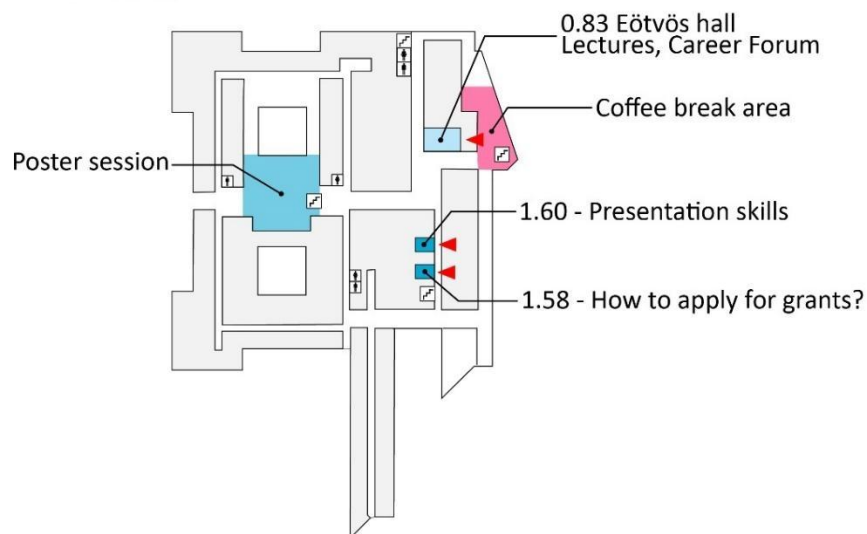 0.83 Eötvös hall
Lectures, Career Forum
Coffee break area
Poster session
1.60 - Presentation skills
1.58 - How to apply for grants?